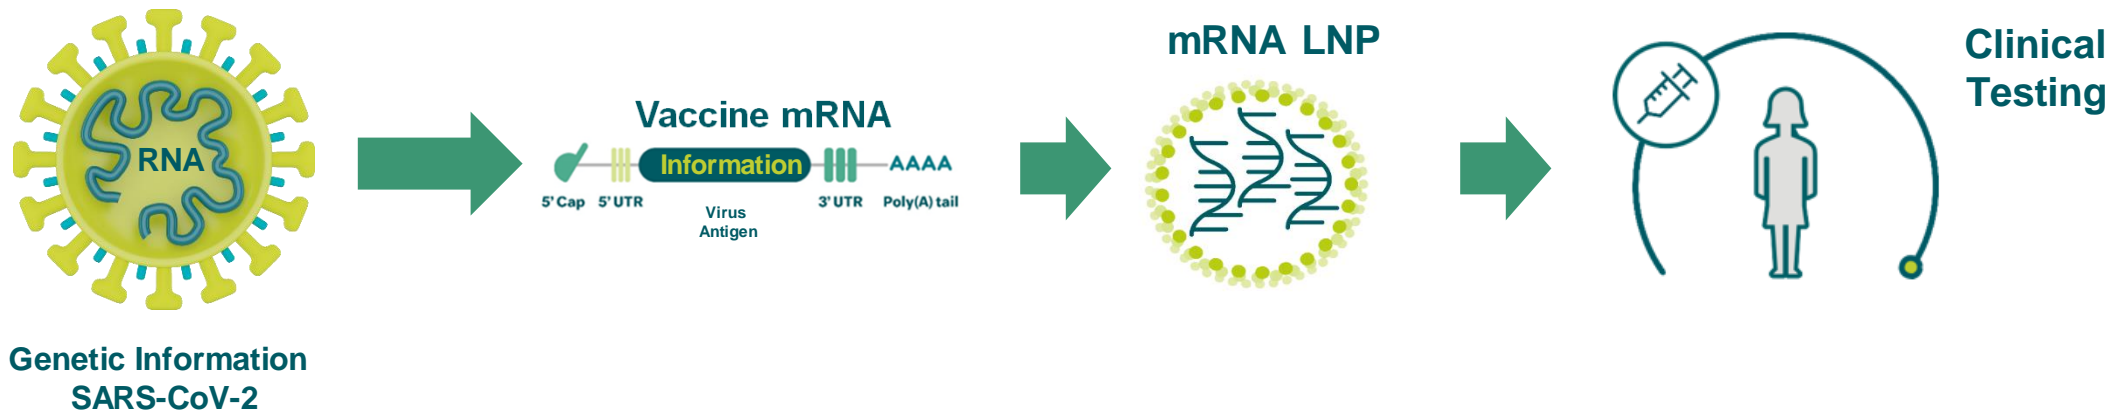 RNA
Genetic Information
SARS-CoV-2
Vaccine mRNA
Information
AAAA
5' Cap
5' UTR
Virus
Antigen
3' UTR
Poly(A) tail
mRNA LNP
Clinical
Testing